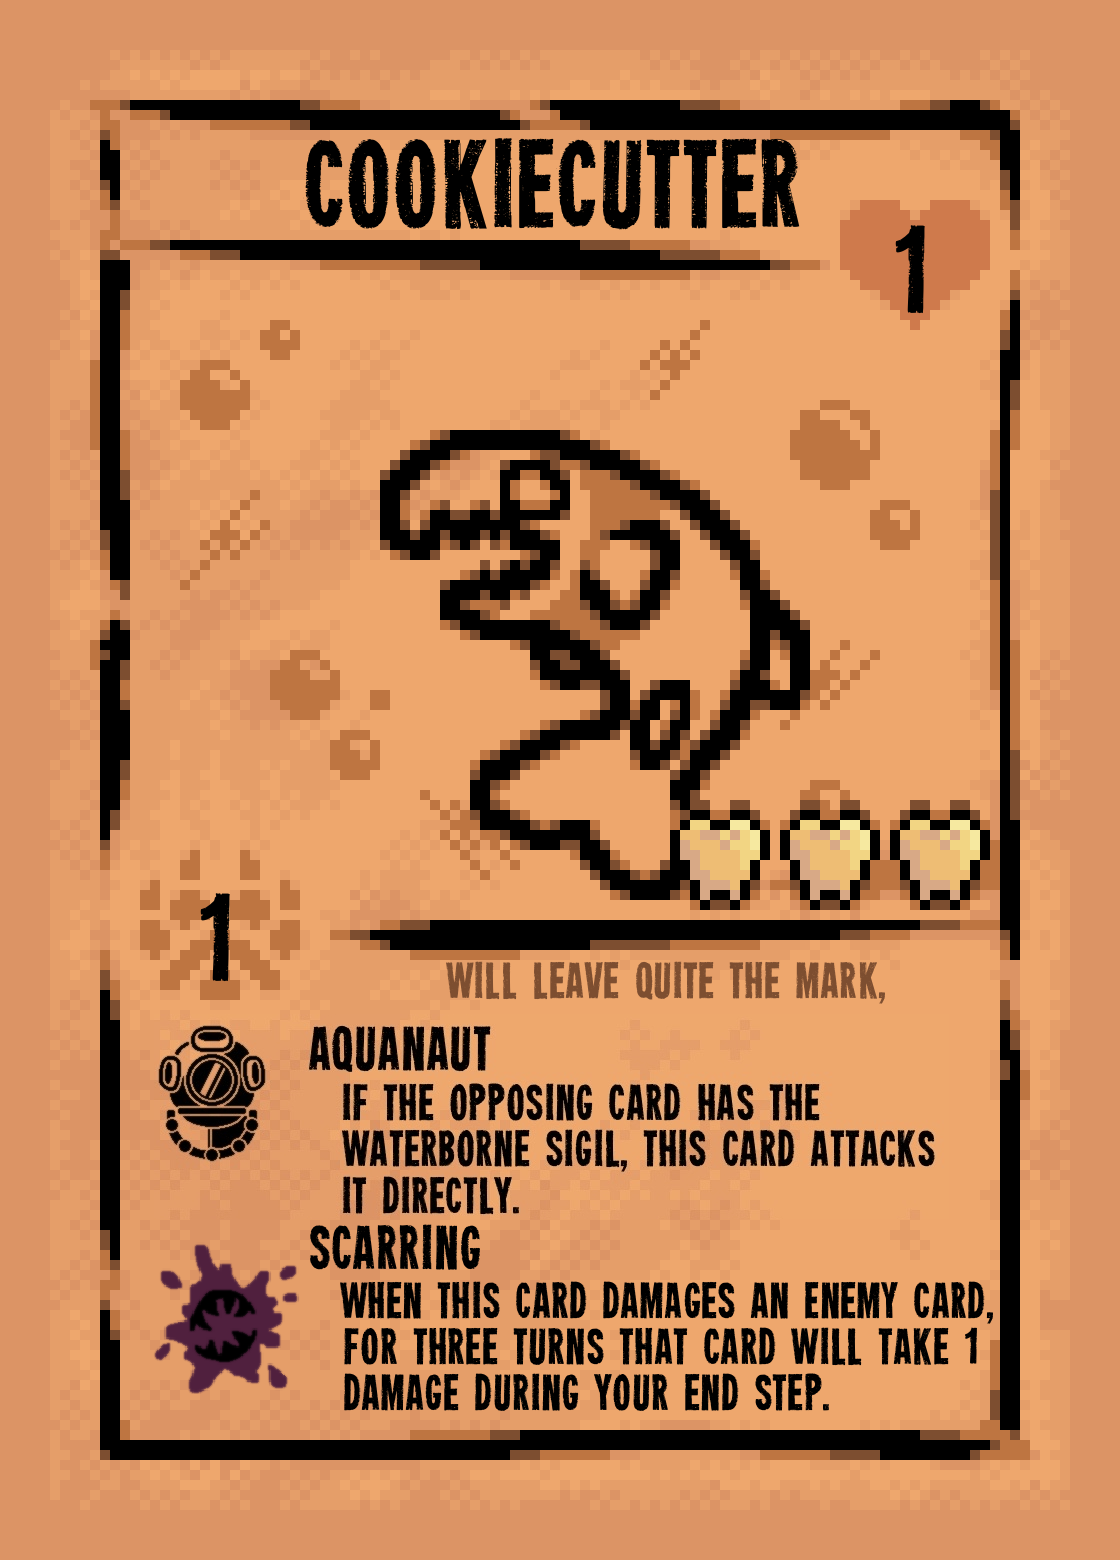 COOKIECUTTER
1
1
WILL LEAVE QUITE THE MARK,
AQUANAUT
IF THE OPPOSING CARD HAS THE
WATERBORNE SIGIL, THIS CARD ATTACKS
IT DIRECTLY.
SCARRING
WHEN THIS CARD DAMAGES AN ENEMY CARD,
FOR THREE TURNS THAT CARD WILL TAKE 1
DAMAGE DURING YOUR END STEP.